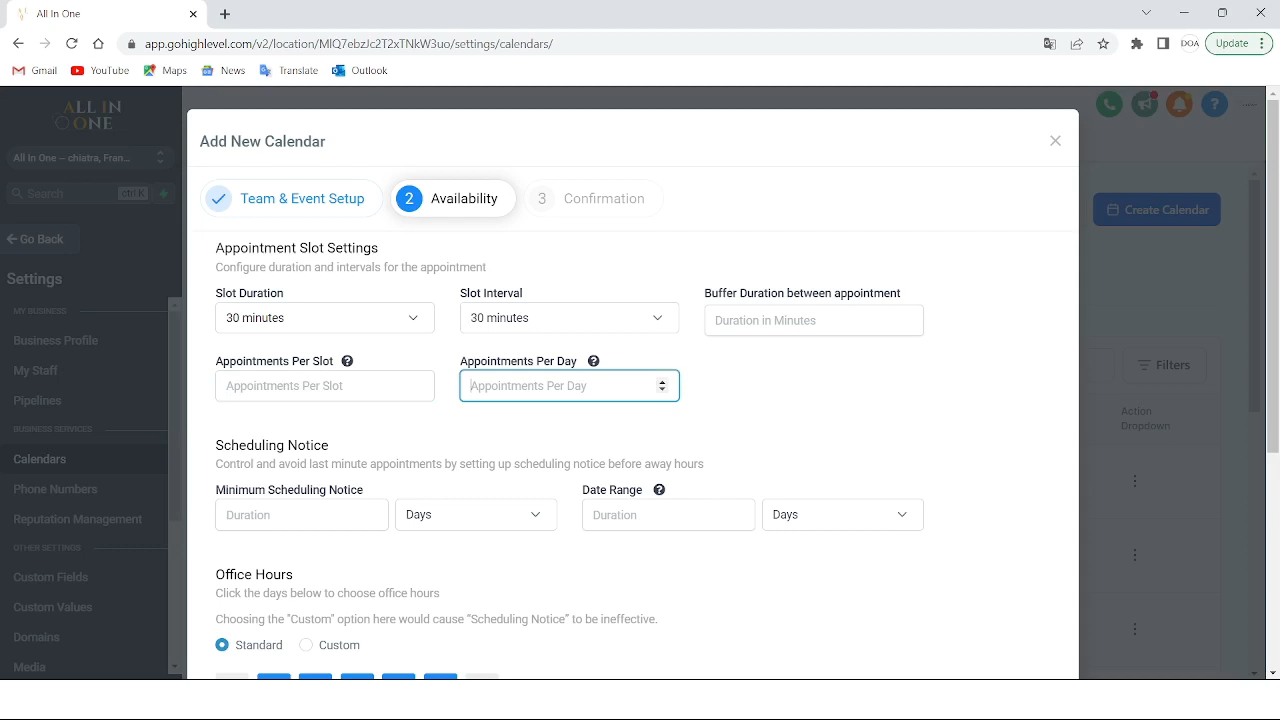 All In One
app.gohighlevel.com/v2/location/MlQ7ebzJc2T2xTNkW3uo/settings/calendars/
DOA
Update
Gmail
YouTube
Maps
News
Translate
Outlook
ALL IN
ONE
All In One – chiatra, Fran...
Search
ctrl K
Go Back
Settings
MY BUSINESS
Business Profile
My Staff
Pipelines
BUSINESS SERVICES
Calendars
Phone Numbers
Reputation Management
OTHER SETTINGS
Custom Fields
Custom Values
Domains
Media
Add New Calendar
Team & Event Setup
2 Availability
3 Confirmation
Appointment Slot Settings
Configure duration and intervals for the appointment
Slot Duration
Slot Interval
Buffer Duration between appointment
30 minutes
30 minutes
Duration in Minutes
Appointments Per Slot
Appointments Per Day
Appointments Per Slot
Appointments Per Day
Scheduling Notice
Control and avoid last minute appointments by setting up scheduling notice before away hours
Minimum Scheduling Notice
Date Range
Duration
Days
Duration
Days
Office Hours
Click the days below to choose office hours
Choosing the "Custom" option here would cause "Scheduling Notice" to be ineffective.
Standard
Custom
Create Calendar
Filters
Action
Dropdown